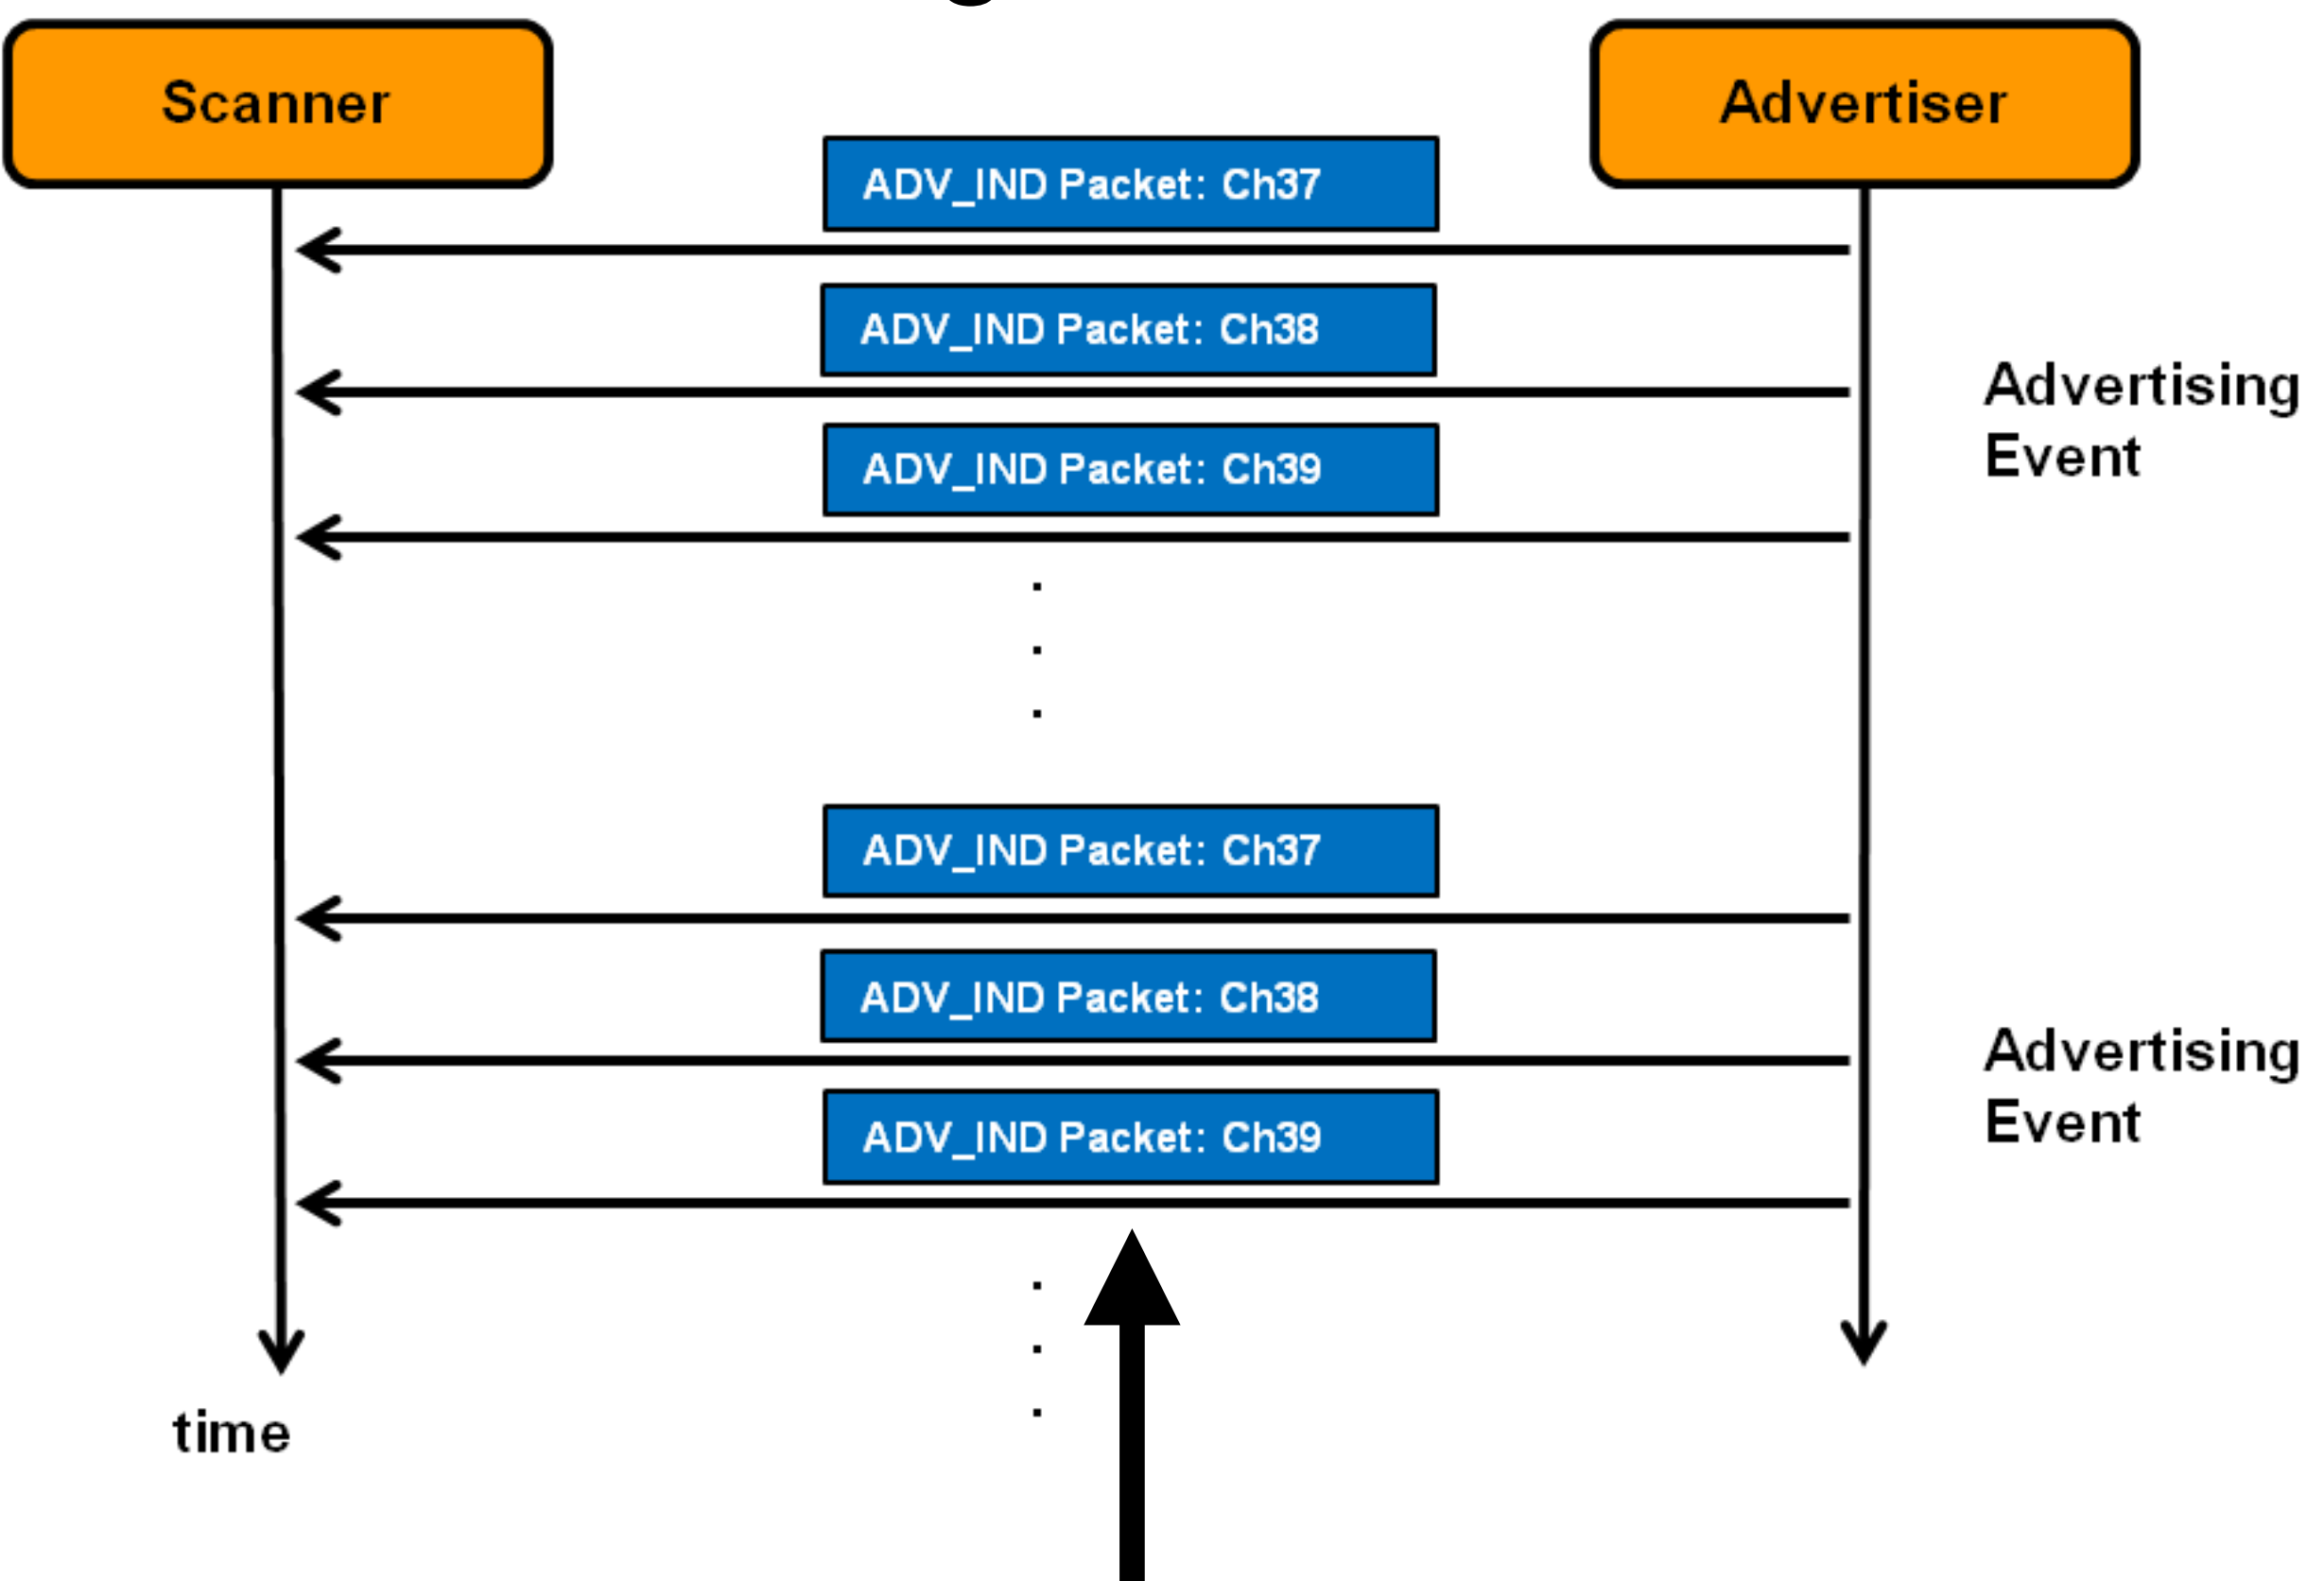 Scanner
Advertiser
ADV_IND Packet: Ch37
ADV_IND Packet: Ch38
ADV_IND Packet: Ch39
Advertising
Event
.
.
.
ADV_IND Packet: Ch37
ADV_IND Packet: Ch38
ADV_IND Packet: Ch39
Advertising
Event
.
.
.
time